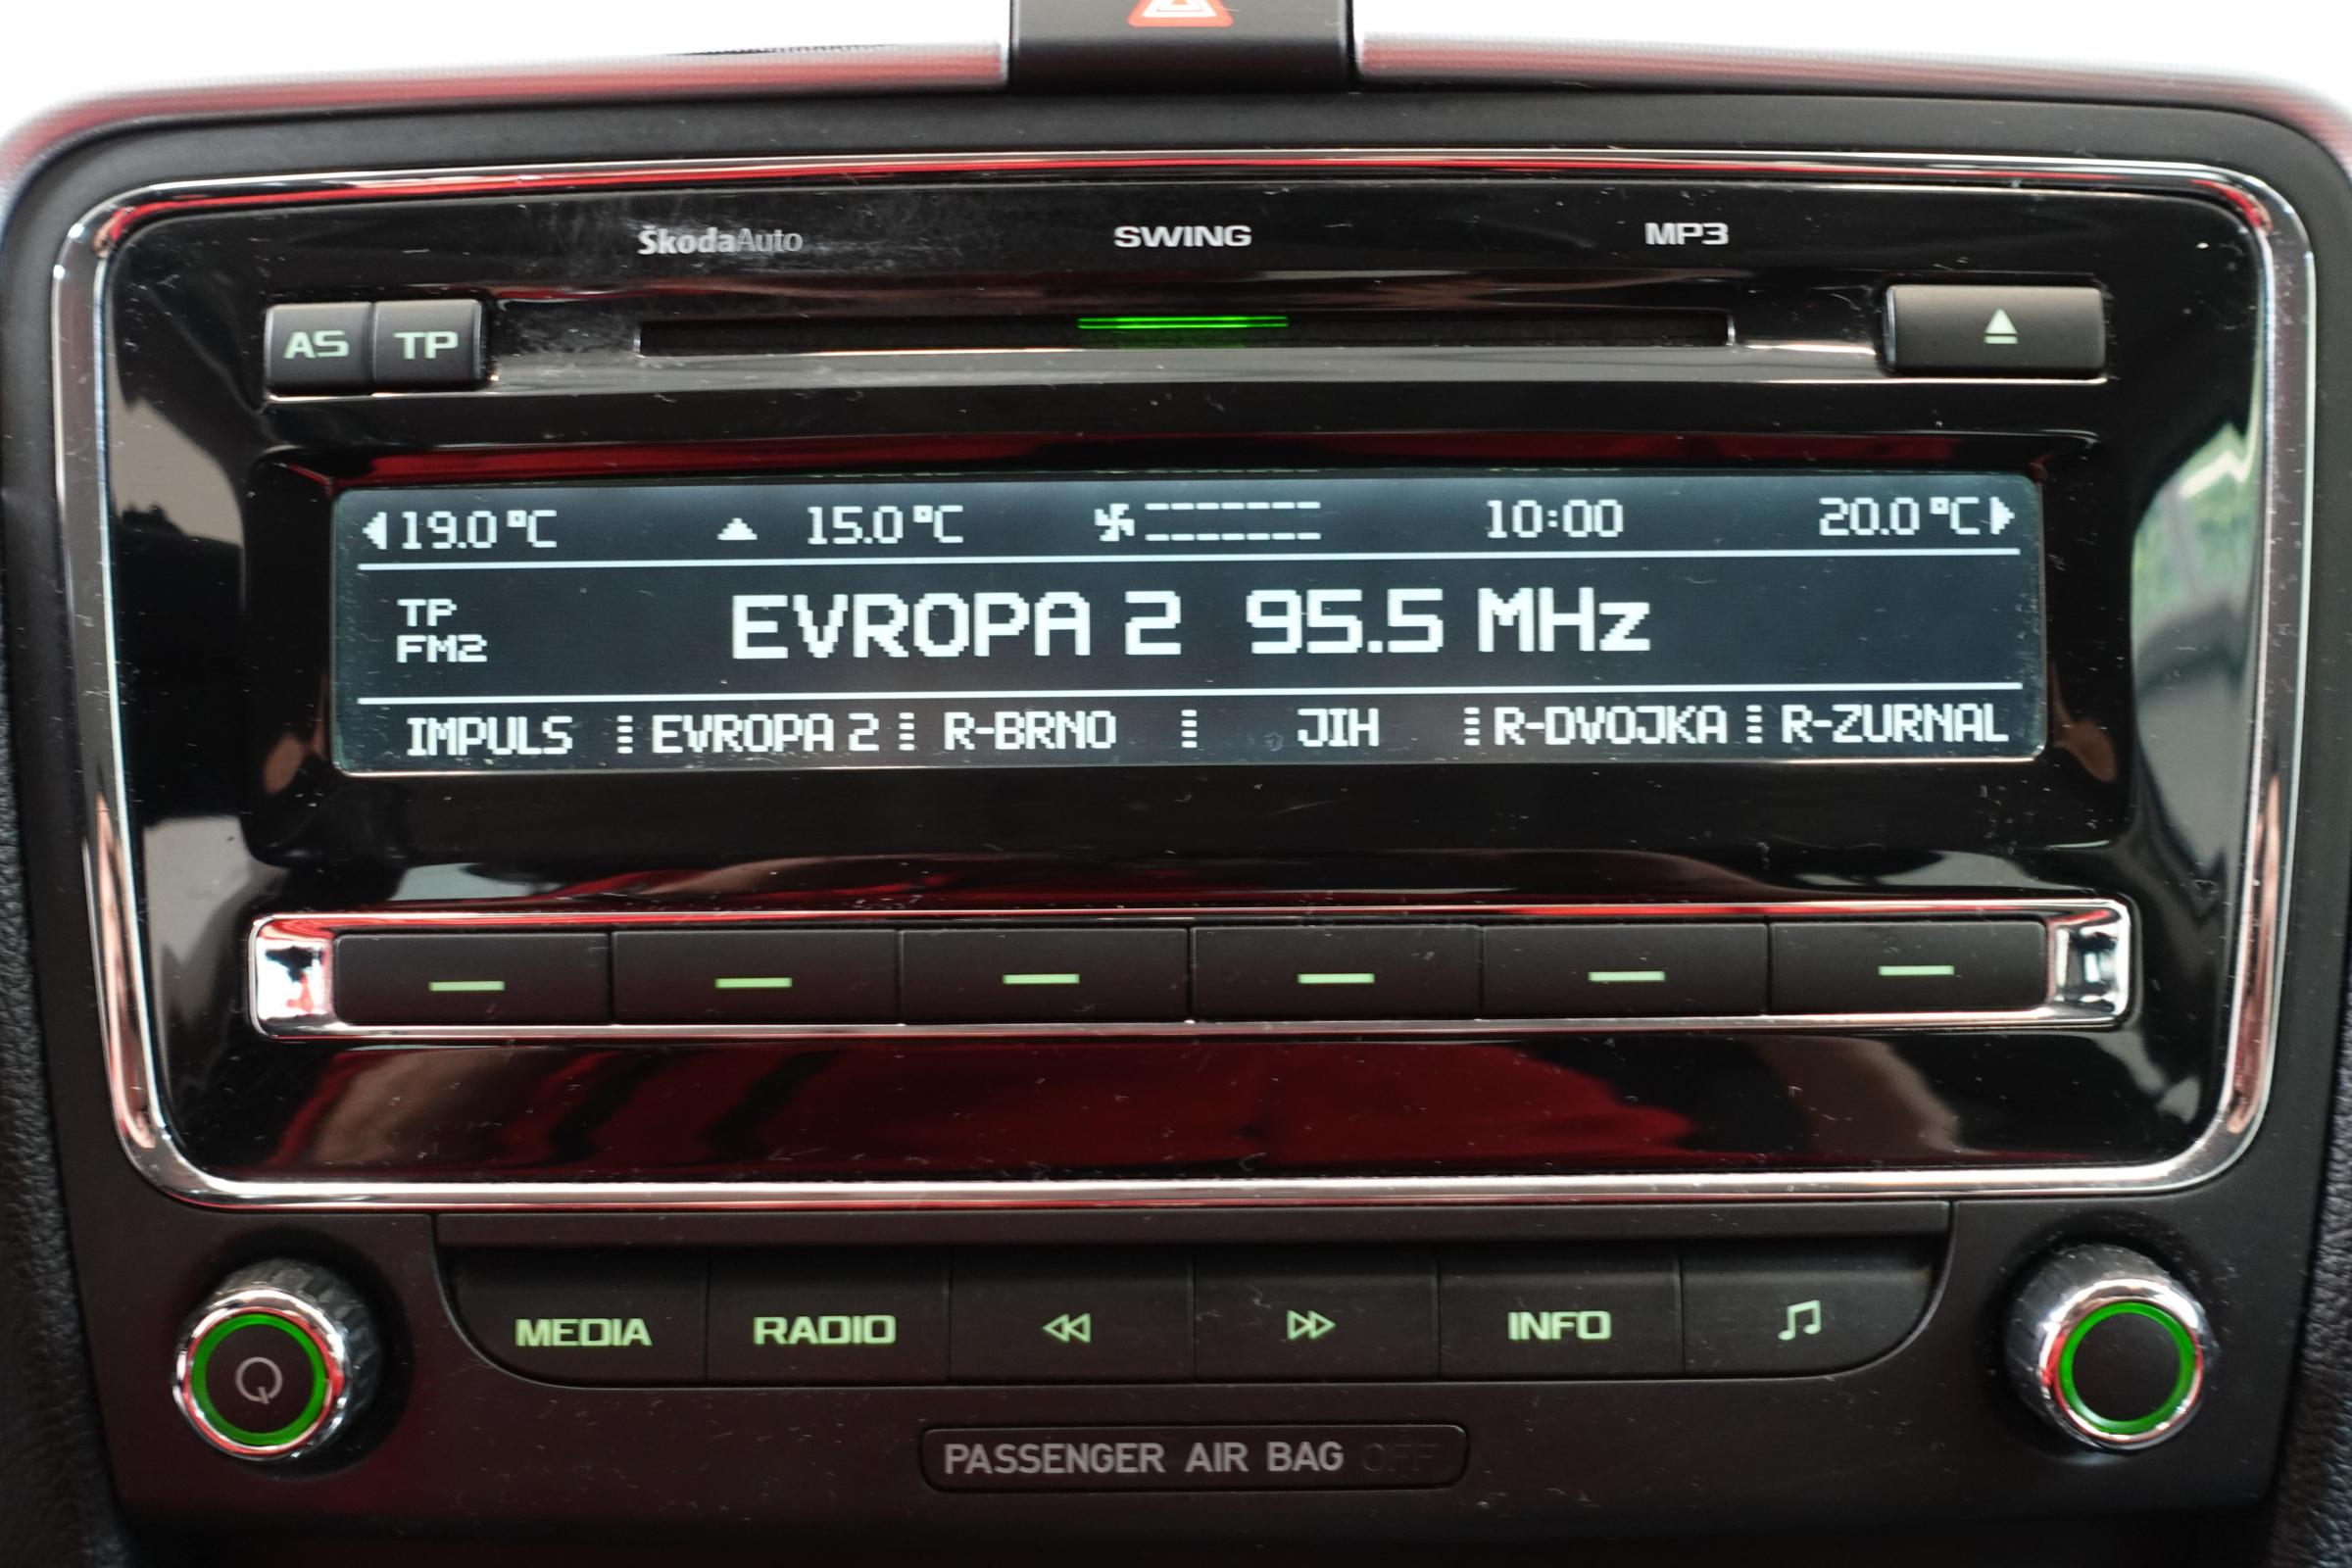 ŠkodaAuto SWING MP3
AS TP
19.0°C 15.0°C 10:00 20.0°C
TP
FM2
EVROPA 2 95.5 MHz
IMPULS EVROPA 2 R-BRNO JIH R-DVOJKA R-ZURNAL
MEDIA RADIO INFO
PASSENGER AIR BAG OFF